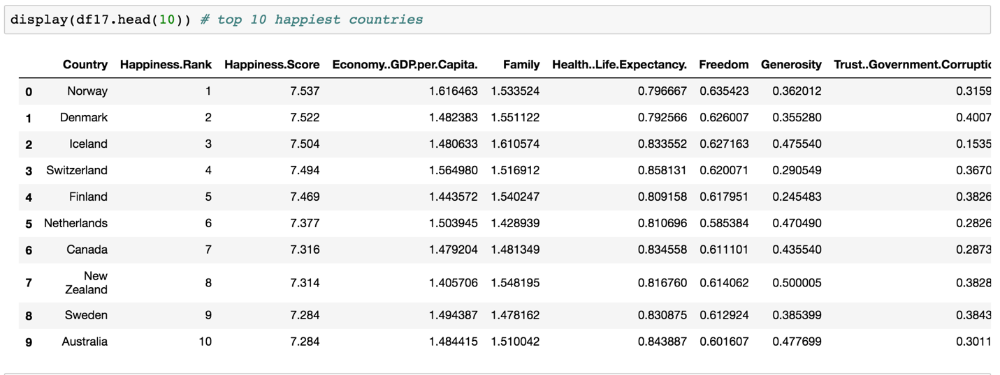 display(df17.head(10)) # top 10 happiest countries
Country Happiness.Rank Happiness.Score Economy..GDP.per.Capita. Family Health..Life.Expectancy. Freedom Generosity Trust..Government.Corruptic
0 Norway 1 7.537 1.616463 1.533524 0.796667 0.635423 0.362012 0.3159
1 Denmark 2 7.522 1.482383 1.551122 0.792566 0.626007 0.355280 0.4007
2 Iceland 3 7.504 1.480633 1.610574 0.833552 0.627163 0.475540 0.1535
3 Switzerland 4 7.494 1.564980 1.516912 0.858131 0.620071 0.290549 0.3670
4 Finland 5 7.469 1.443572 1.540247 0.809158 0.617951 0.245483 0.3826
5 Netherlands 6 7.377 1.503945 1.428939 0.810696 0.585384 0.470490 0.2826
6 Canada 7 7.316 1.479204 1.481349 0.834558 0.611101 0.435540 0.2873
New
7 Zealand 8 7.314 1.405706 1.548195 0.816760 0.614062 0.500005 0.3828
8 Sweden 9 7.284 1.494387 1.478162 0.830875 0.612924 0.385399 0.3843
9 Australia 10 7.284 1.484415 1.510042 0.843887 0.601607 0.477699 0.3011